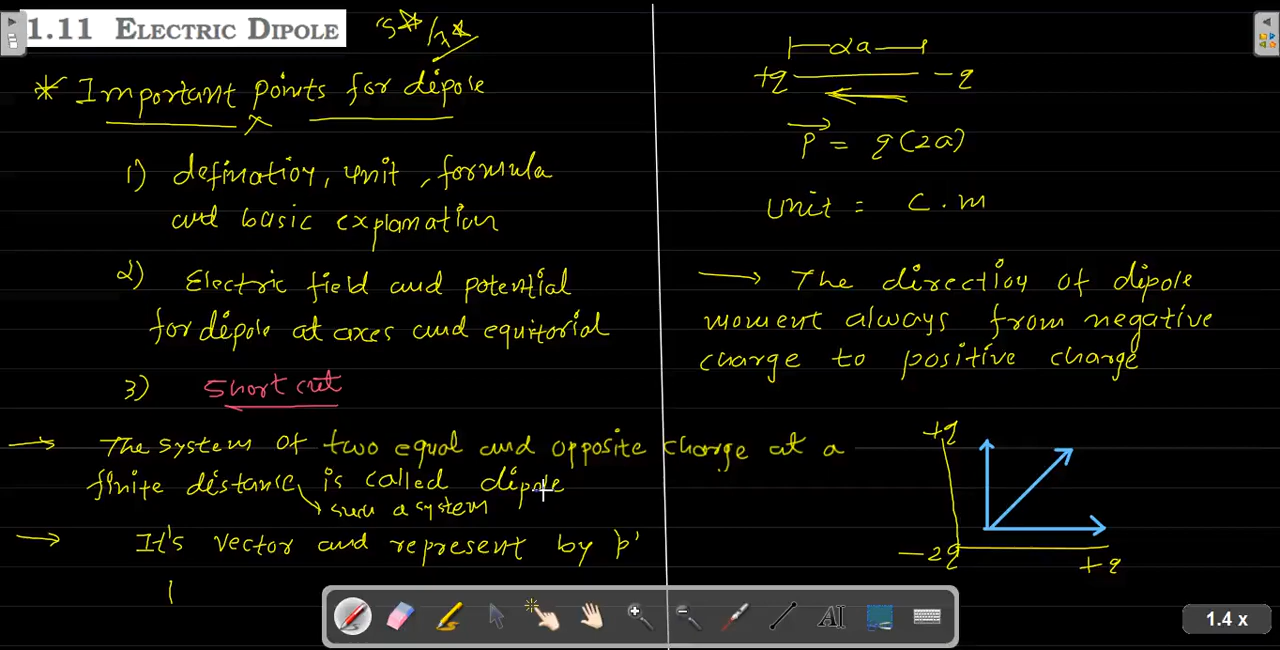 1.11 ELECTRIC DIPOLE
* Important points for dipole
1) defination, unit, formula
and basic explanation
2) Electric field and potential
for dipole at axes and equitorial
3) Short cut
→ The system of two equal and opposite charge at a
finite distance is called dipole
such a system
→ It's vector and represent by 'p'
2a
+q -q
p = q(2a)
unit = C.m
→ The direction of dipole
moment always from negative
charge to positive charge
+q
-2q +q
1.4 x